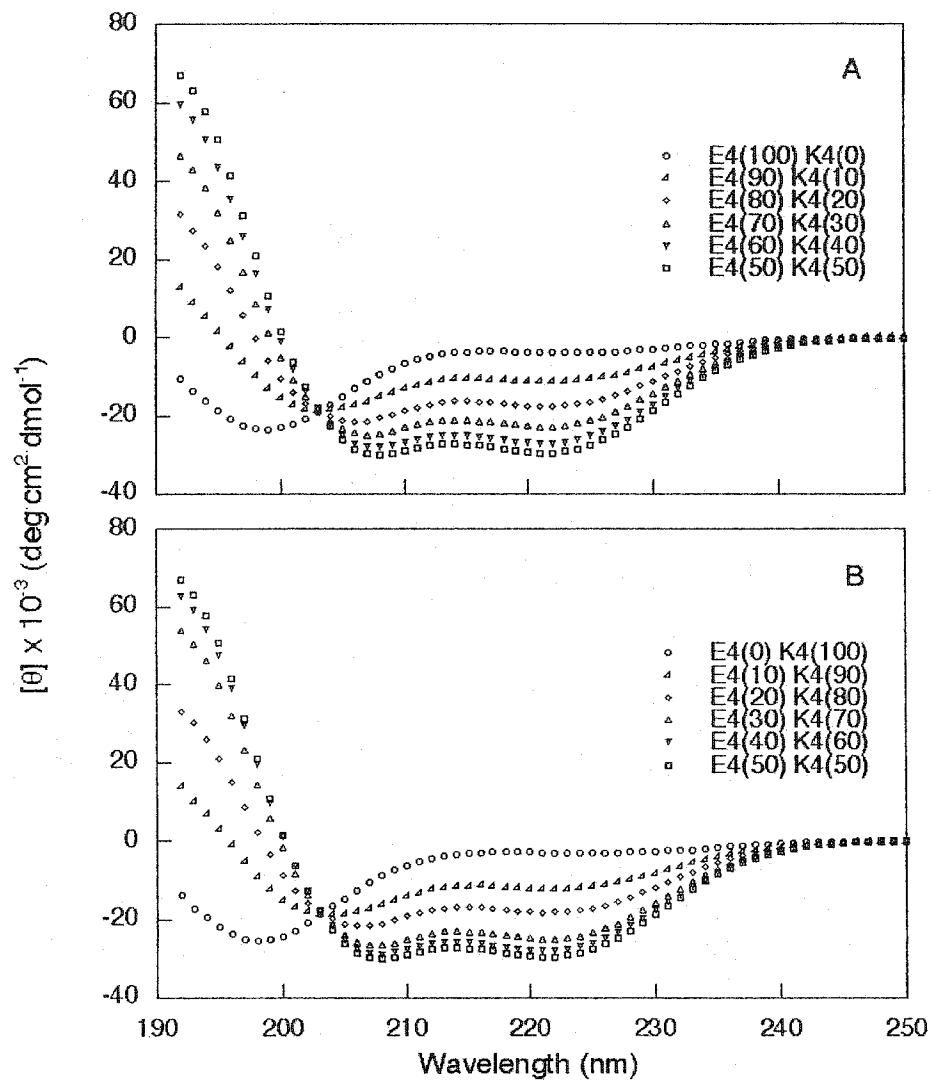 [θ] x 10⁻³ (deg·cm²·dmol⁻¹)
80
60
40
20
0
-20
-40
A
E4(100) K4(0)
E4(90) K4(10)
E4(80) K4(20)
E4(70) K4(30)
E4(60) K4(40)
E4(50) K4(50)
80
60
40
20
0
-20
-40
B
E4(0) K4(100)
E4(10) K4(90)
E4(20) K4(80)
E4(30) K4(70)
E4(40) K4(60)
E4(50) K4(50)
190 200 210 220 230 240 250
Wavelength (nm)